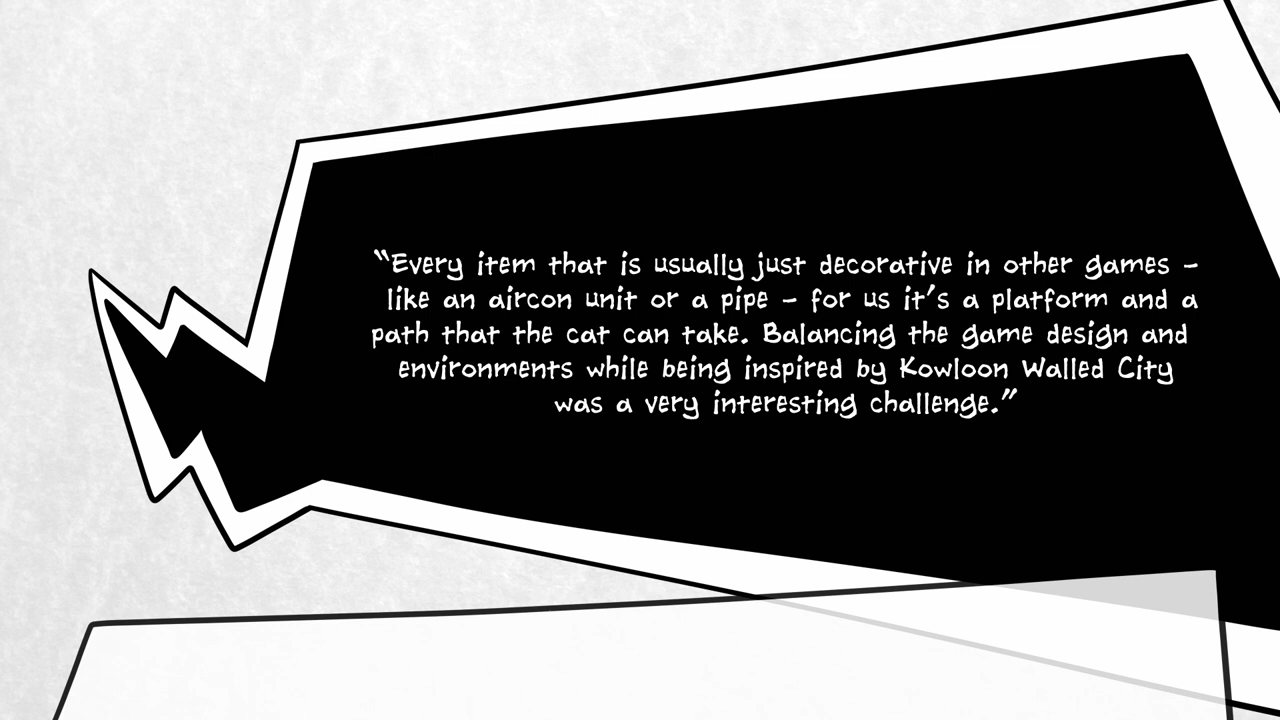 “Every item that is usually just decorative in other games –
like an aircon unit or a pipe – for us it’s a platform and a
path that the cat can take. Balancing the game design and
environments while being inspired by Kowloon Walled City
was a very interesting challenge.”